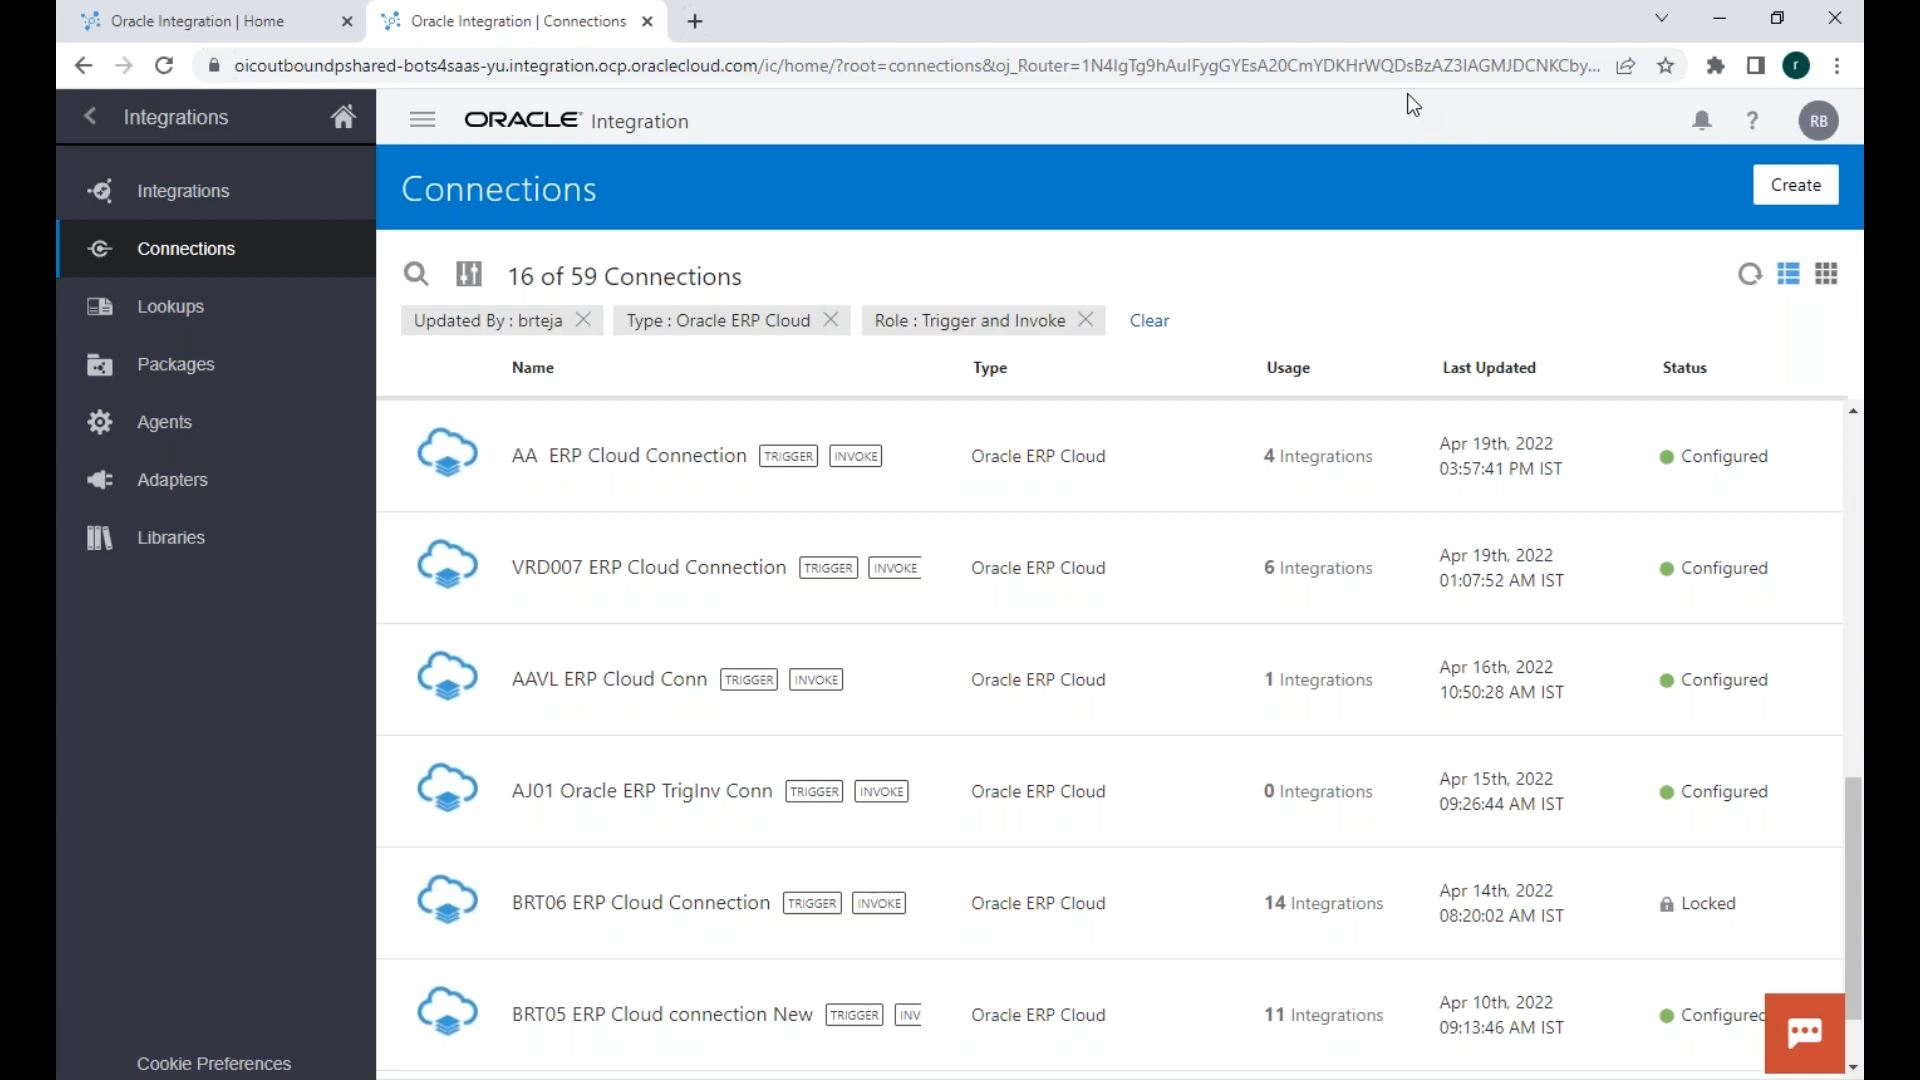 Oracle Integration | Home
Oracle Integration | Connections
oicoutboundpshared-bots4saas-yu.integration.ocp.oraclecloud.com/ic/home/?root=connections&oj_Router=1N4IgTg9hAuIFygGYEsA20CmYDKHrWQDsBzAZ3IAGMJDCNKCby...
r
Integrations
ORACLE Integration
?
RB
Connections
Create
Integrations
Connections
Lookups
Packages
Agents
Adapters
Libraries
Cookie Preferences
16 of 59 Connections
Updated By : brteja
Type : Oracle ERP Cloud
Role : Trigger and Invoke
Clear
Name Type Usage Last Updated Status
AA ERP Cloud Connection TRIGGER INVOKE Oracle ERP Cloud 4 Integrations Apr 19th, 2022 Configured
03:57:41 PM IST
VRD007 ERP Cloud Connection TRIGGER INVOKE Oracle ERP Cloud 6 Integrations Apr 19th, 2022 Configured
01:07:52 AM IST
AAVL ERP Cloud Conn TRIGGER INVOKE Oracle ERP Cloud 1 Integrations Apr 16th, 2022 Configured
10:50:28 AM IST
AJ01 Oracle ERP TrigInv Conn TRIGGER INVOKE Oracle ERP Cloud 0 Integrations Apr 15th, 2022 Configured
09:26:44 AM IST
BRT06 ERP Cloud Connection TRIGGER INVOKE Oracle ERP Cloud 14 Integrations Apr 14th, 2022 Locked
08:20:02 AM IST
BRT05 ERP Cloud connection New TRIGGER INV Oracle ERP Cloud 11 Integrations Apr 10th, 2022 Configured
09:13:46 AM IST